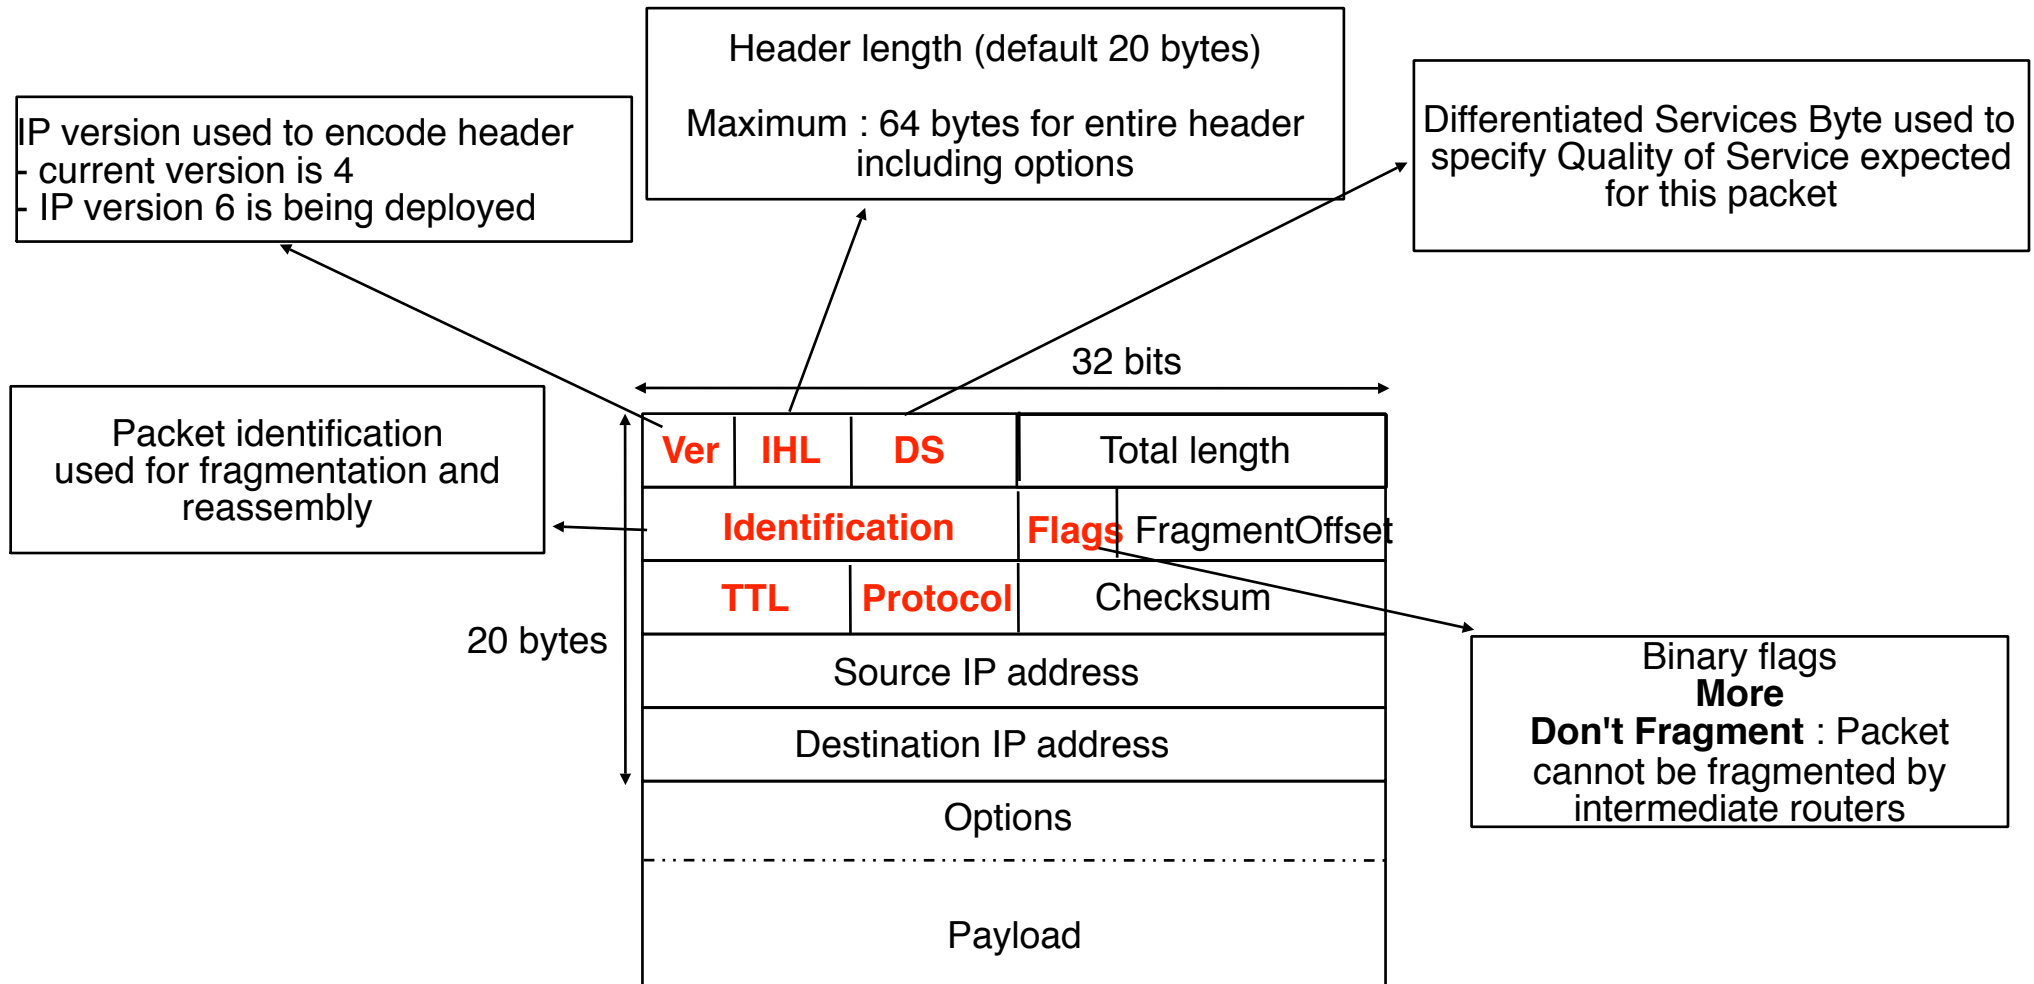 Header length (default 20 bytes)
Maximum : 64 bytes for entire header
including options
IP version used to encode header
- current version is 4
- IP version 6 is being deployed
Differentiated Services Byte used to
specify Quality of Service expected
for this packet
32 bits
Packet identification
used for fragmentation and
reassembly
Ver IHL DS Total length
Identification Flags FragmentOffset
TTL Protocol Checksum
20 bytes
Source IP address
Destination IP address
Options
Payload
Binary flags
More
Don't Fragment : Packet
cannot be fragmented by
intermediate routers